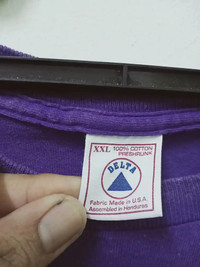 XXL 100% COTTON
PRESHRUNK
DELTA
Fabric Made in U.S.A.
Assembled in Honduras